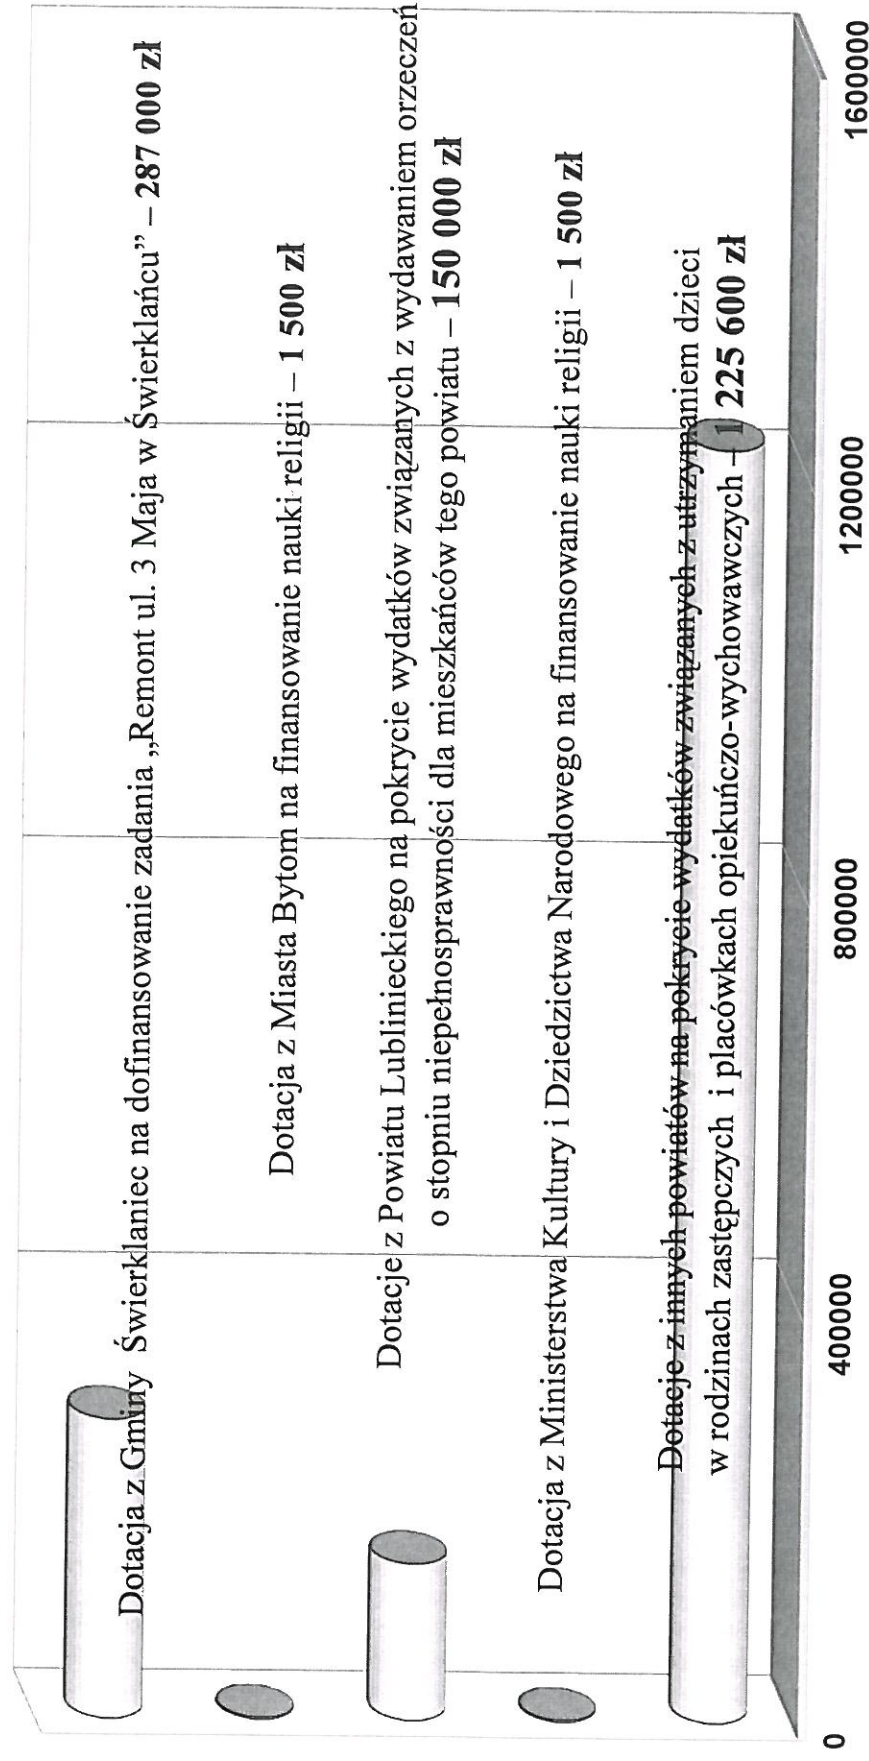 Dotacja z Gminy Świerklaniec na dofinansowanie zadania „Remont ul. 3 Maja w Świerklańcu” – 287 000 zł
Dotacja z Miasta Bytom na finansowanie nauki religii – 1 500 zł
Dotacje z Powiatu Lublinieckiego na pokrycie wydatków związanych z wydawaniem orzeczeń
o stopniu niepełnosprawności dla mieszkańców tego powiatu – 150 000 zł
Dotacja z Ministerstwa Kultury i Dziedzictwa Narodowego na finansowanie nauki religii – 1 500 zł
Dotacje z innych powiatów na pokrycie wydatków związanych z utrzymaniem dzieci
w rodzinach zastępczych i placówkach opiekuńczo-wychowawczych – 1 225 600 zł
0 400000 800000 1200000 1600000